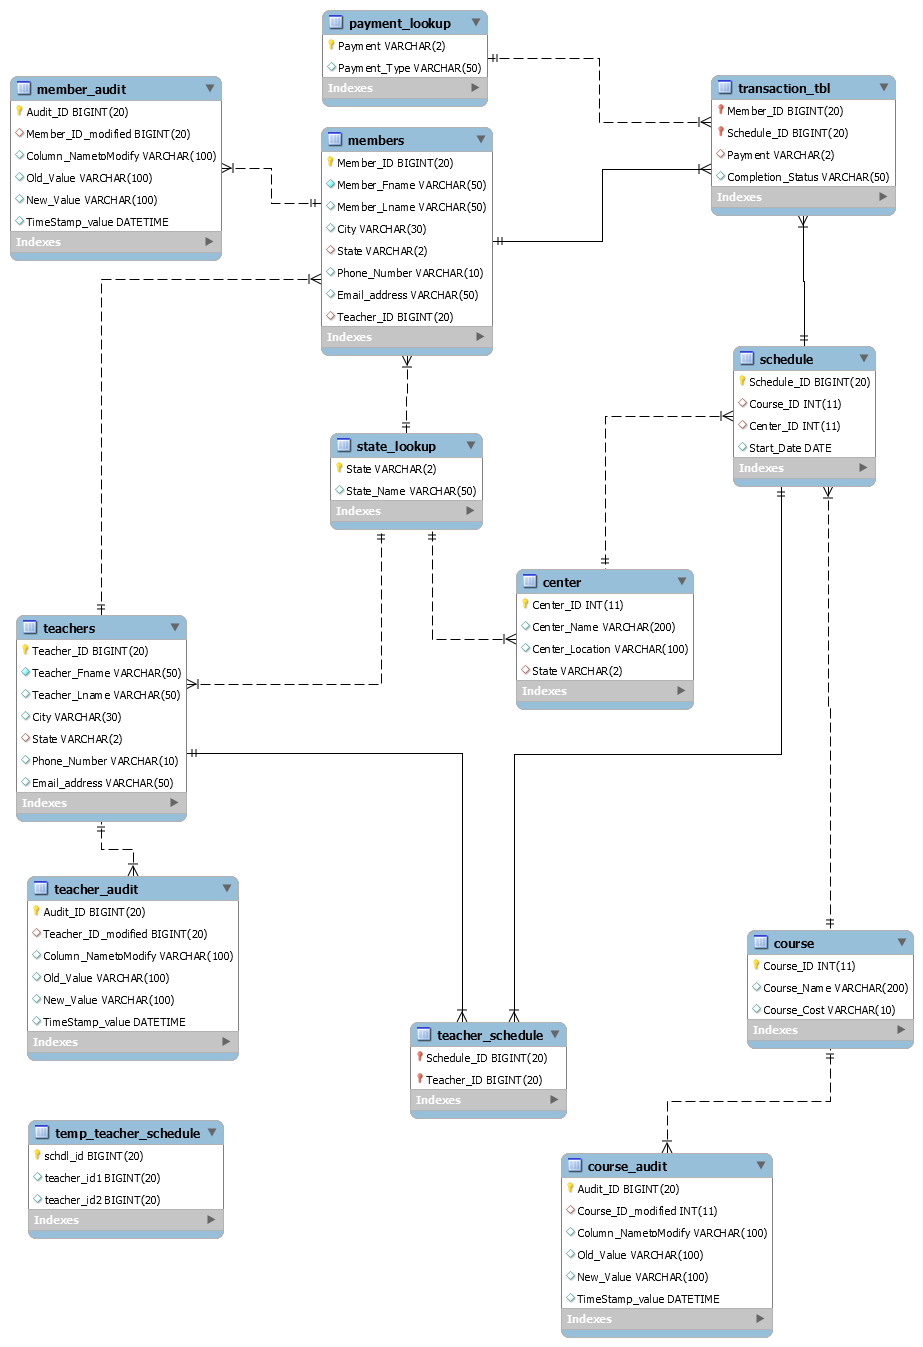 payment_lookup
Payment VARCHAR(2)
Payment_Type VARCHAR(50)
Indexes
member_audit
Audit_ID BIGINT(20)
Member_ID_modified BIGINT(20)
Column_NametoModify VARCHAR(100)
Old_Value VARCHAR(100)
New_Value VARCHAR(100)
TimeStamp_value DATETIME
Indexes
transaction_tbl
Member_ID BIGINT(20)
Schedule_ID BIGINT(20)
Payment VARCHAR(2)
Completion_Status VARCHAR(50)
Indexes
members
Member_ID BIGINT(20)
Member_Fname VARCHAR(50)
Member_Lname VARCHAR(50)
City VARCHAR(30)
State VARCHAR(2)
Phone_Number VARCHAR(10)
Email_address VARCHAR(50)
Teacher_ID BIGINT(20)
Indexes
schedule
Schedule_ID BIGINT(20)
Course_ID INT(11)
Center_ID INT(11)
Start_Date DATE
Indexes
state_lookup
State VARCHAR(2)
State_Name VARCHAR(50)
Indexes
center
Center_ID INT(11)
Center_Name VARCHAR(200)
Center_Location VARCHAR(100)
State VARCHAR(2)
Indexes
teachers
Teacher_ID BIGINT(20)
Teacher_Fname VARCHAR(50)
Teacher_Lname VARCHAR(50)
City VARCHAR(30)
State VARCHAR(2)
Phone_Number VARCHAR(10)
Email_address VARCHAR(50)
Indexes
teacher_audit
Audit_ID BIGINT(20)
Teacher_ID_modified BIGINT(20)
Column_NametoModify VARCHAR(100)
Old_Value VARCHAR(100)
New_Value VARCHAR(100)
TimeStamp_value DATETIME
Indexes
course
Course_ID INT(11)
Course_Name VARCHAR(200)
Course_Cost VARCHAR(10)
Indexes
teacher_schedule
Schedule_ID BIGINT(20)
Teacher_ID BIGINT(20)
Indexes
temp_teacher_schedule
schdl_id BIGINT(20)
teacher_id1 BIGINT(20)
teacher_id2 BIGINT(20)
Indexes
course_audit
Audit_ID BIGINT(20)
Course_ID_modified INT(11)
Column_NametoModify VARCHAR(100)
Old_Value VARCHAR(100)
New_Value VARCHAR(100)
TimeStamp_value DATETIME
Indexes